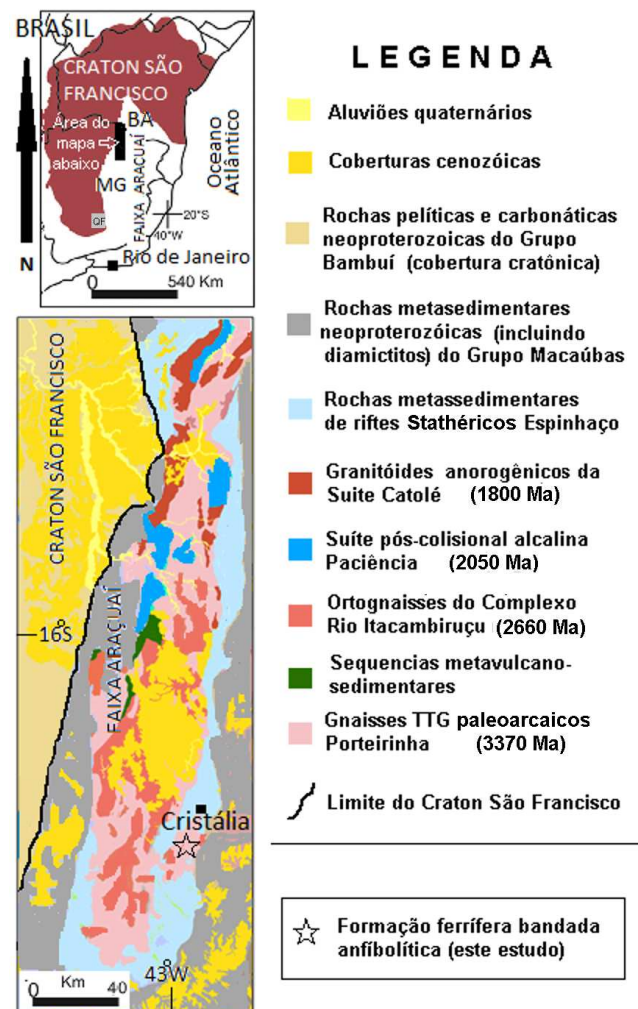 BRASIL
CRATON SÃO
FRANCISCO
Área do
mapa
abaixo
BA
MG
FAIXA ARAÇUAÍ
Oceano
Atlântico
QF
20°S
40°W
Rio de Janeiro
N
0 540 Km
CRATON SÃO FRANCISCO
FAIXA ARAÇUAÍ
16°S
Cristália
Km
0 40
43°W
LEGENDA
Aluviões quaternários
Coberturas cenozóicas
Rochas pelíticas e carbonáticas
neoproterozoicas do Grupo
Bambuí (cobertura cratônica)
Rochas metasedimentares
neoproterozóicas (incluindo
diamictitos) do Grupo Macaúbas
Rochas metassedimentares
de riftes Stathéricos Espinhaço
Granitóides anorogênicos da
Suite Catolé (1800 Ma)
Suíte pós-colisional alcalina
Paciência (2050 Ma)
Ortognaisses do Complexo
Rio Itacambiruçu (2660 Ma)
Sequencias metavulcano-
sedimentares
Gnaisses TTG paleoarcaicos
Porteirinha (3370 Ma)
Limite do Craton São Francisco
Formação ferrífera bandada
anfíbolítica (este estudo)